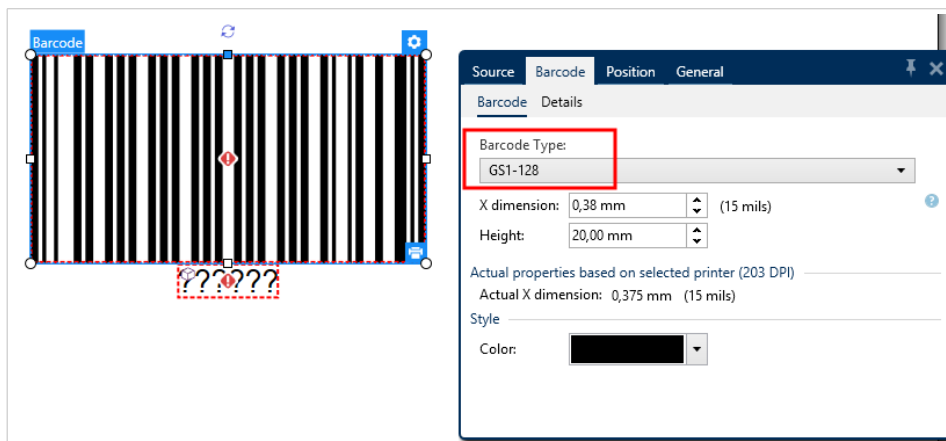 Barcode
??????
Source Barcode Position General
Barcode Details
Barcode Type:
GS1-128
X dimension: 0,38 mm (15 mils)
?
Height: 20,00 mm
Actual properties based on selected printer (203 DPI)
Actual X dimension: 0,375 mm (15 mils)
Style
Color: